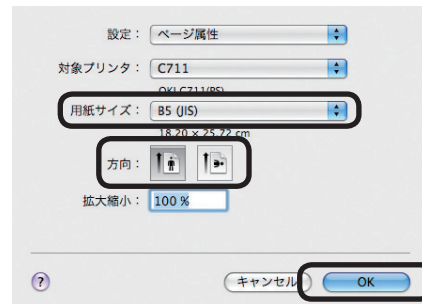 設定： ページ属性
対象プリンタ： C711
OKI C711(PS)
用紙サイズ： B5 (JIS)
18.20 × 25.72 cm
方向：
拡大縮小： 100 %
? キャンセル OK